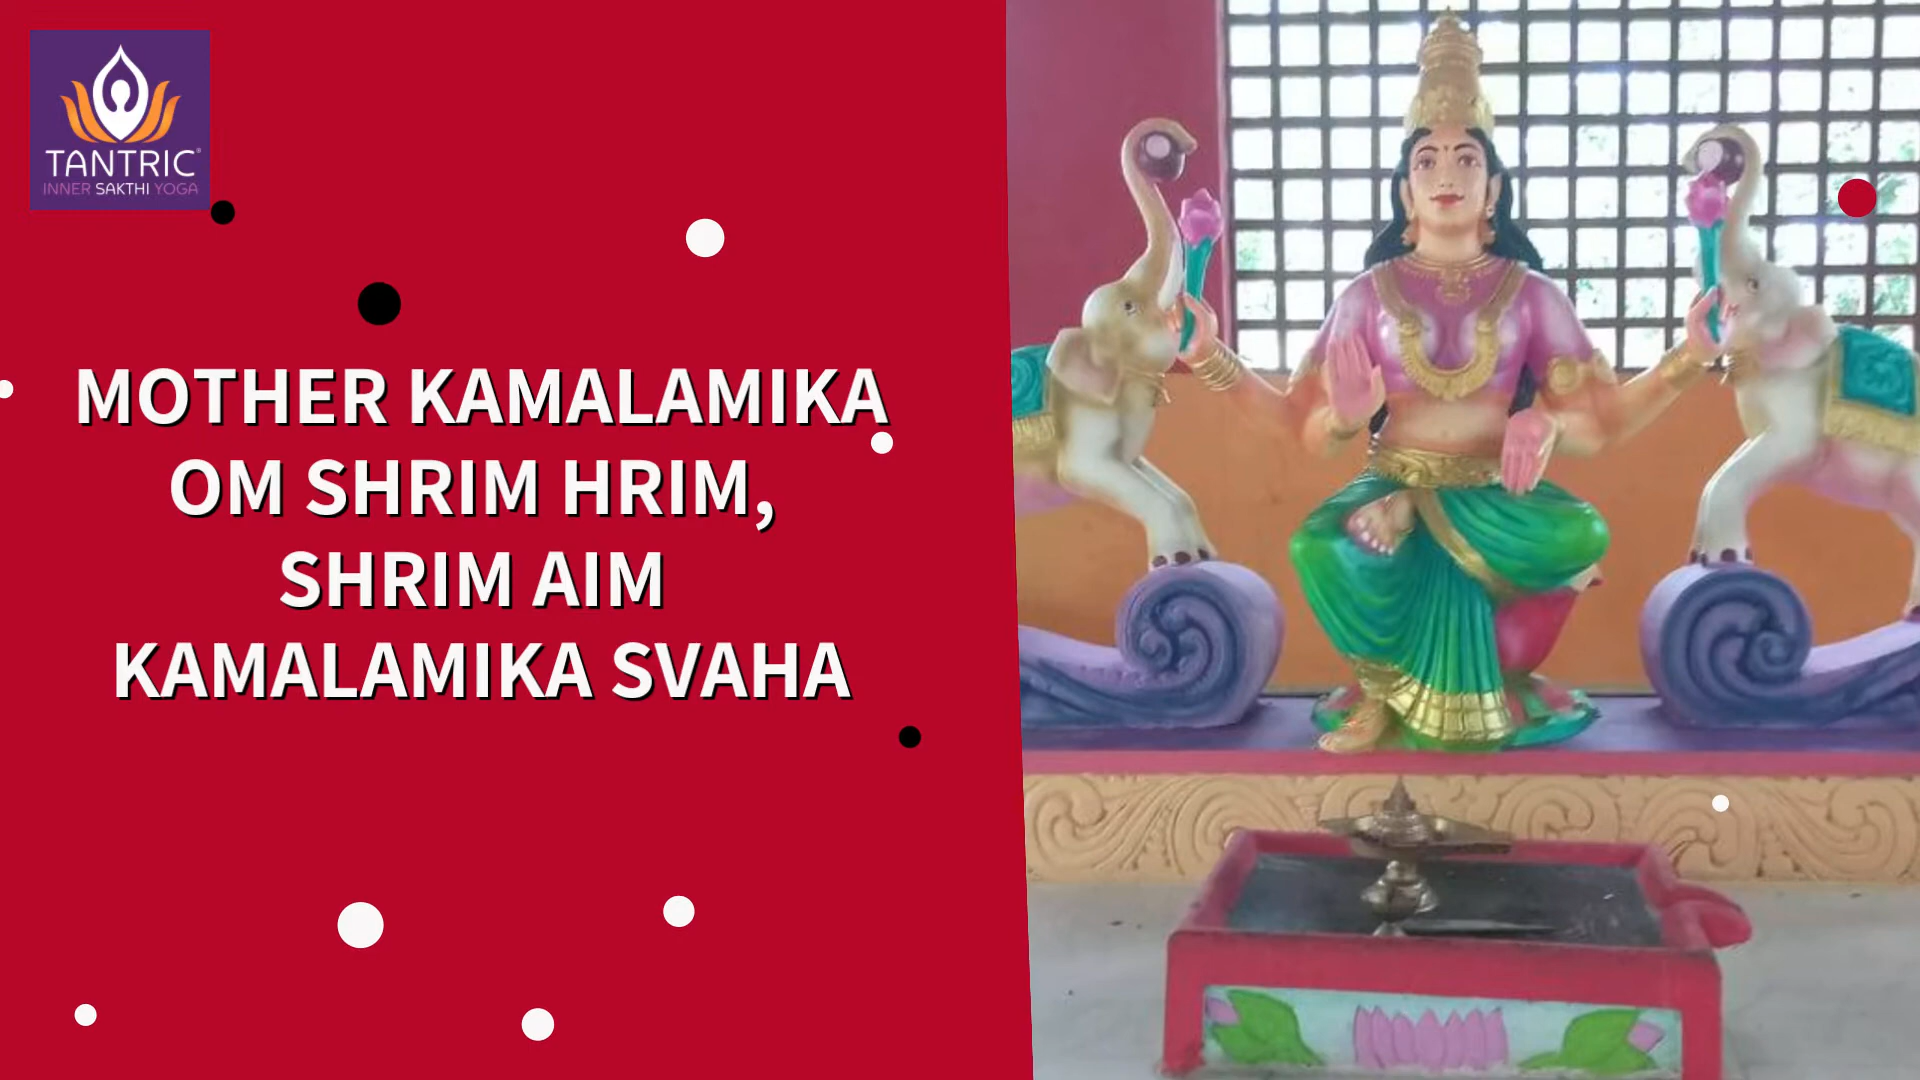 TANTRIC®
INNER SAKTHI YOGA
MOTHER KAMALAMIKA
OM SHRIM HRIM,
SHRIM AIM
KAMALAMIKA SVAHA